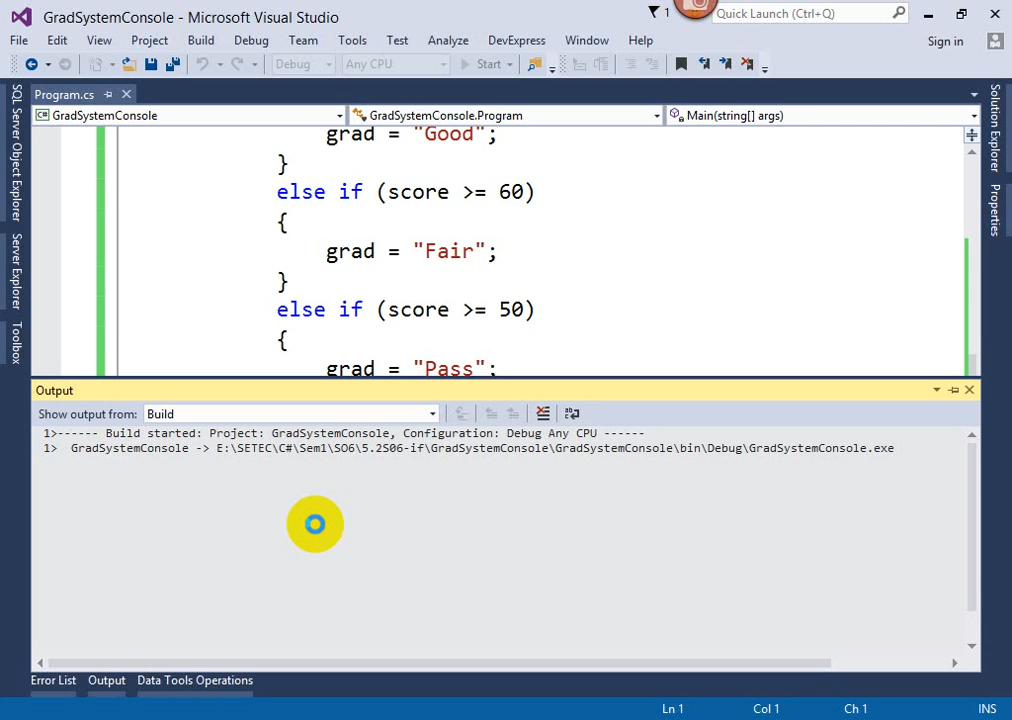 GradSystemConsole - Microsoft Visual Studio
1
Quick Launch (Ctrl+Q)
File Edit View Project Build Debug Team Tools Test Analyze DevExpress Window Help
Sign in
Debug Any CPU Start
Program.cs
GradSystemConsole GradSystemConsole.Program Main(string[] args)
grad = "Good";
}
else if (score >= 60)
{
grad = "Fair";
}
else if (score >= 50)
{
grad = "Pass";
SQL Server Object Explorer
Server Explorer
Toolbox
Solution Explorer
Properties
Output
Show output from: Build
1>------ Build started: Project: GradSystemConsole, Configuration: Debug Any CPU ------
1> GradSystemConsole -> E:\SETEC\C#\Sem1\SO6\5.2S06-if\GradSystemConsole\GradSystemConsole\bin\Debug\GradSystemConsole.exe
Error List Output Data Tools Operations
Ln 1 Col 1 Ch 1 INS